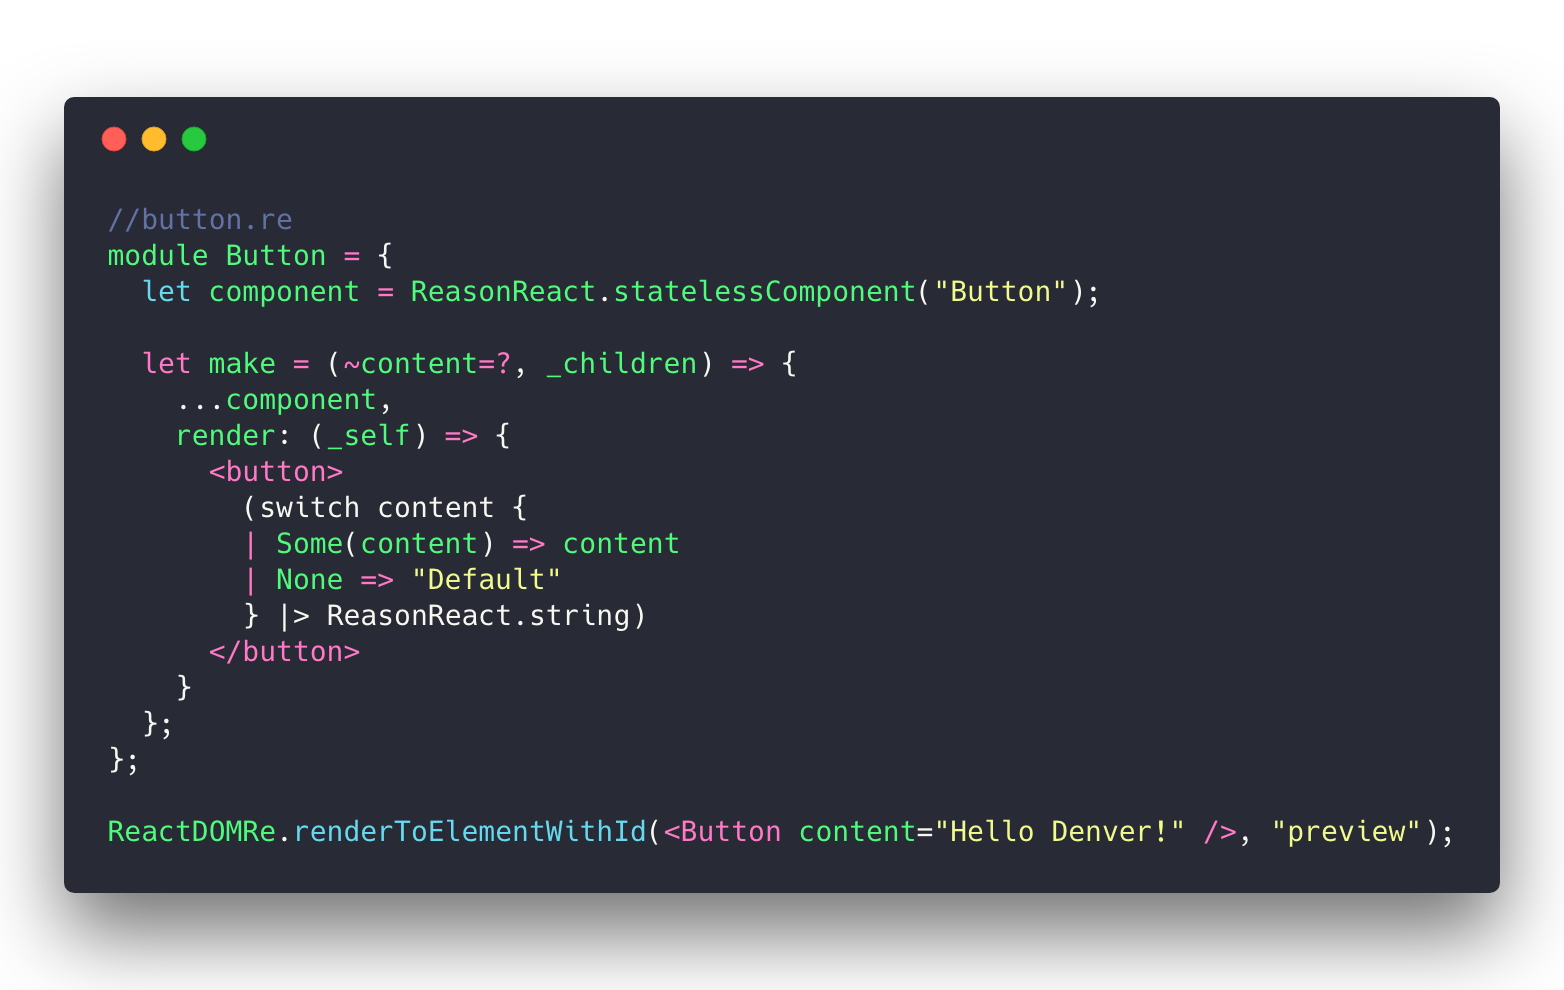 //button.re
module Button = {
  let component = ReasonReact.statelessComponent("Button");

  let make = (~content=?, _children) => {
    ...component,
    render: (_self) => {
      <button>
        (switch content {
        | Some(content) => content
        | None => "Default"
        } |> ReasonReact.string)
      </button>
    }
  };
};

ReactDOMRe.renderToElementWithId(<Button content="Hello Denver!" />, "preview");